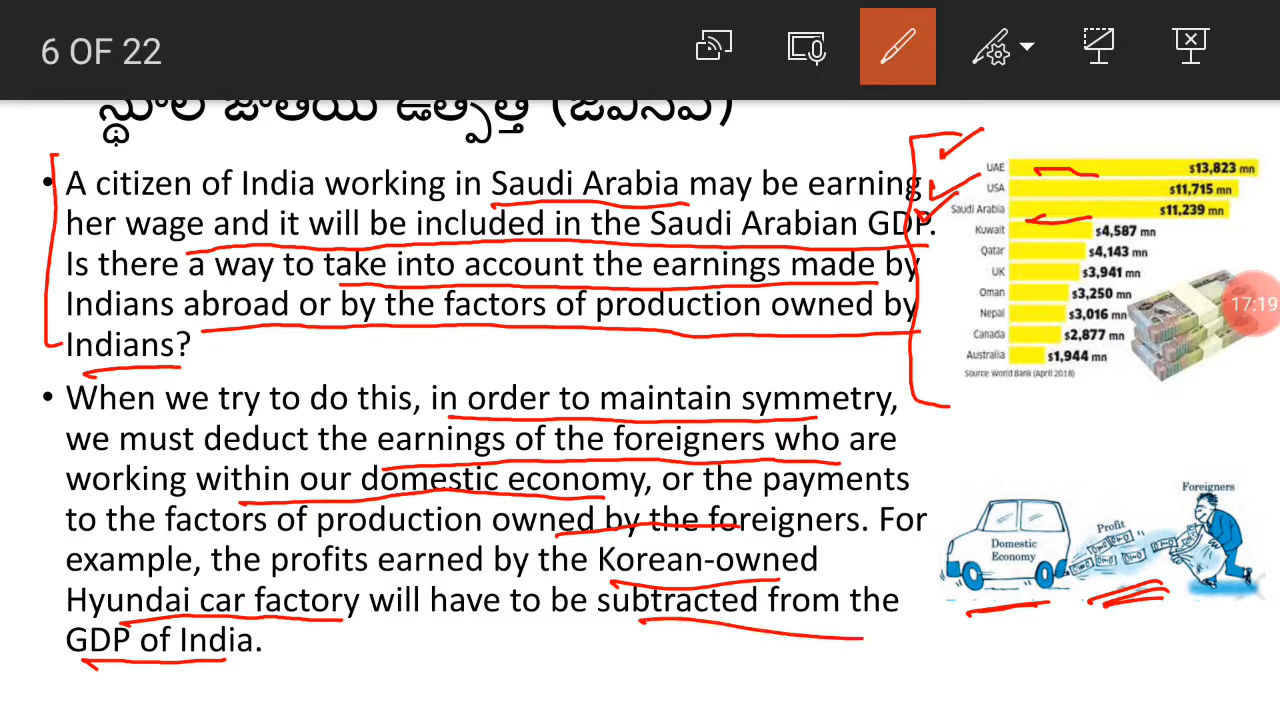 6 OF 22
స్థూల జాతీయ ఉత్పత్తి
• A citizen of India working in Saudi Arabia may be earning
her wage and it will be included in the Saudi Arabian GDP.
Is there a way to take into account the earnings made by
Indians abroad or by the factors of production owned by
Indians?
• When we try to do this, in order to maintain symmetry,
we must deduct the earnings of the foreigners who are
working within our domestic economy, or the payments
to the factors of production owned by the foreigners. For
example, the profits earned by the Korean-owned
Hyundai car factory will have to be subtracted from the
GDP of India.
UAE $13,823 mn
USA $11,715 mn
Saudi Arabia $11,239 mn
Kuwait $4,587 mn
Qatar $4,143 mn
UK $3,941 mn
Oman $3,250 mn
Nepal $3,016 mn
Canada $2,877 mn
Australia $1,944 mn
Source: World Bank (April 2018)
17:19
Foreigners
Profit
Domestic
Economy